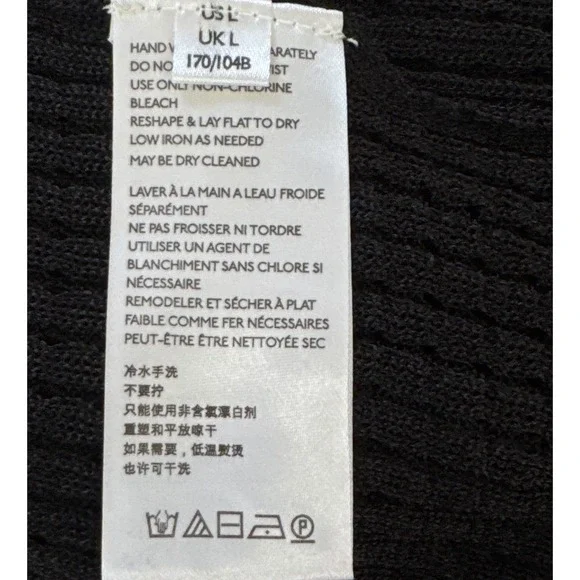 US L
UK L
170/104B
HAND W ARATELY
DO NO IST
USE ONLY NON-CHLORINE
BLEACH
RESHAPE & LAY FLAT TO DRY
LOW IRON AS NEEDED
MAY BE DRY CLEANED
LAVER À LA MAIN A LEAU FROIDE
SÉPARÉMENT
NE PAS FROISSER NI TORDRE
UTILISER UN AGENT DE
BLANCHIMENT SANS CHLORE SI
NÉCESSAIRE
REMODELER ET SÉCHER À PLAT
FAIBLE COMME FER NÉCESSAIRES
PEUT-ÊTRE ÊTRE NETTOYÉE SEC
冷水手洗
不要拧
只能使用非含氯漂白剂
重塑和平放晾干
如果需要，低温熨烫
也许可干洗
P